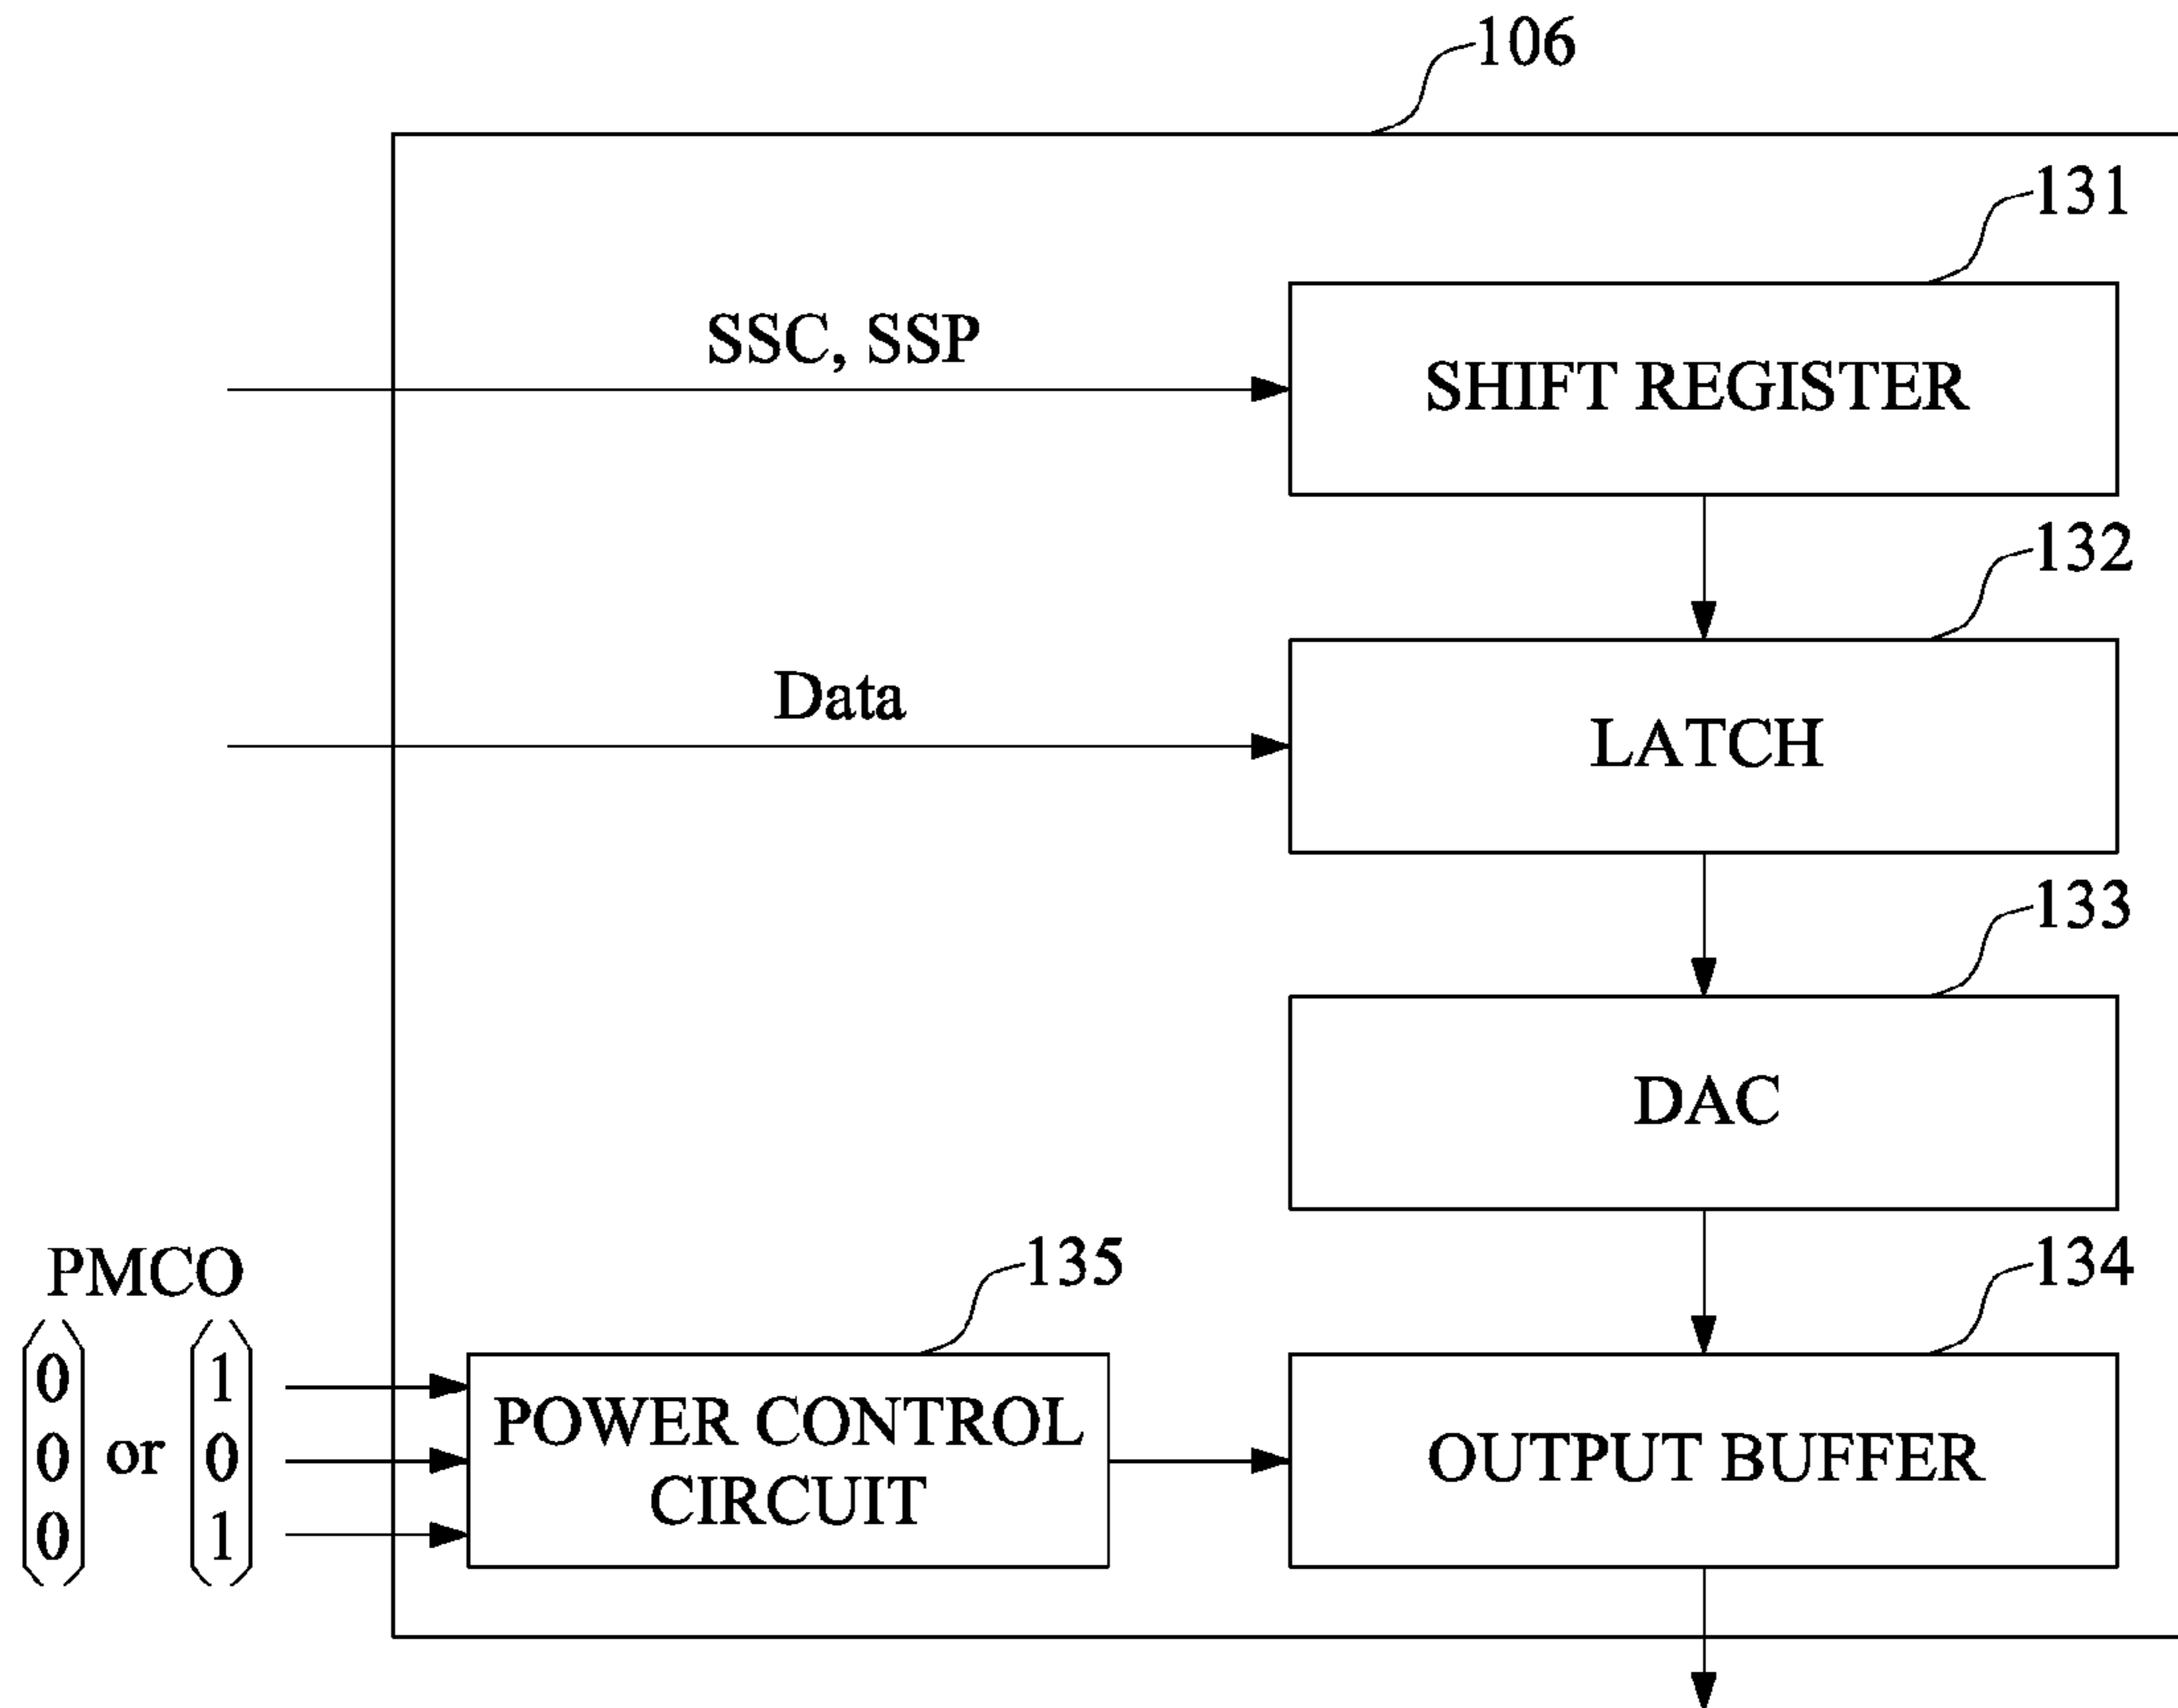 106
131
SSC, SSP
SHIFT REGISTER
132
Data
LATCH
133
DAC
PMCO
135
134
0 1
0 or 0
0 1
POWER CONTROL
CIRCUIT
OUTPUT BUFFER